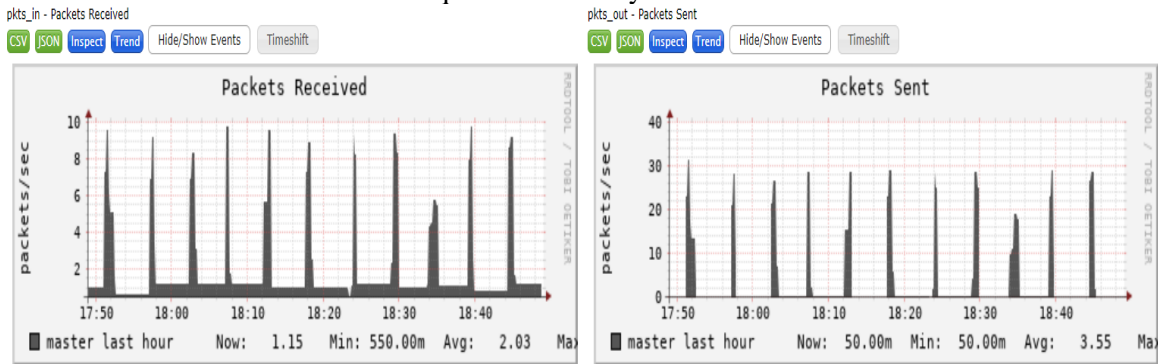 pkts_in - Packets Received
CSV JSON Inspect Trend Hide/Show Events Timeshift
Packets Received
packets/sec
10
8
6
4
2
17:50 18:00 18:10 18:20 18:30 18:40
master last hour Now: 1.15 Min: 550.00m Avg: 2.03 Max
RRDTOOL / TOBI OETIKER
pkts_out - Packets Sent
CSV JSON Inspect Trend Hide/Show Events Timeshift
Packets Sent
packets/sec
40
30
20
10
0
17:50 18:00 18:10 18:20 18:30 18:40
master last hour Now: 50.00m Min: 50.00m Avg: 3.55 Max
RRDTOOL / TOBI OETIKER